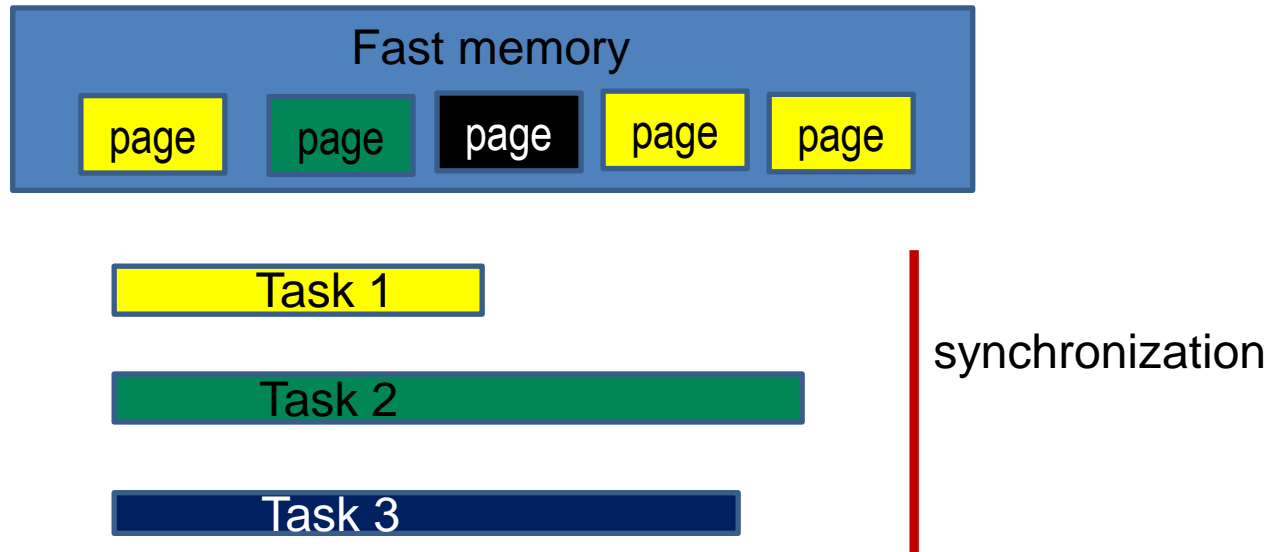 Fast memory
page page page page page
Task 1
synchronization
Task 2
Task 3